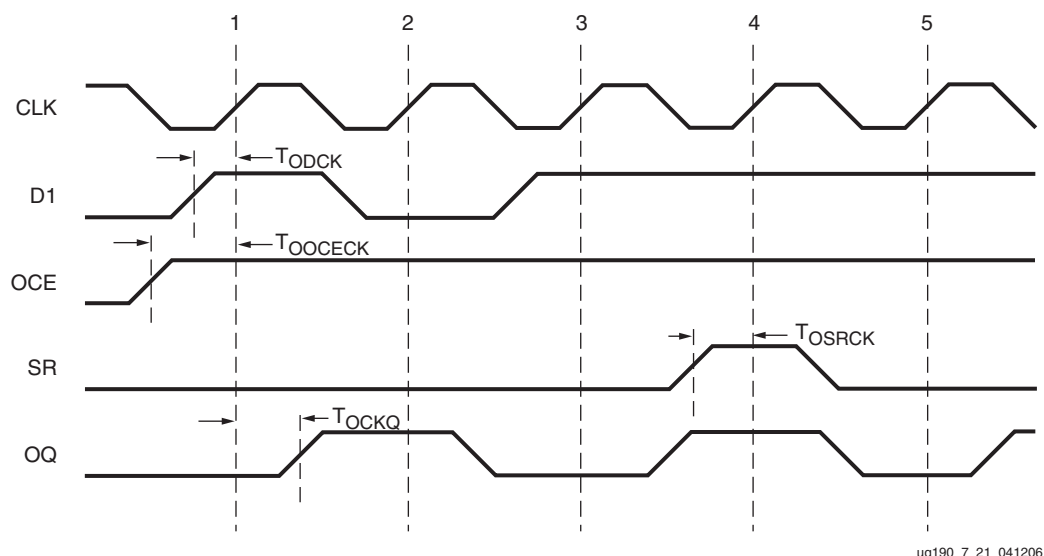 1 2 3 4 5
CLK
TODCK
D1
TOOCECK
OCE
TOSRCK
SR
TOCKQ
OQ
ug190_7_21_041206